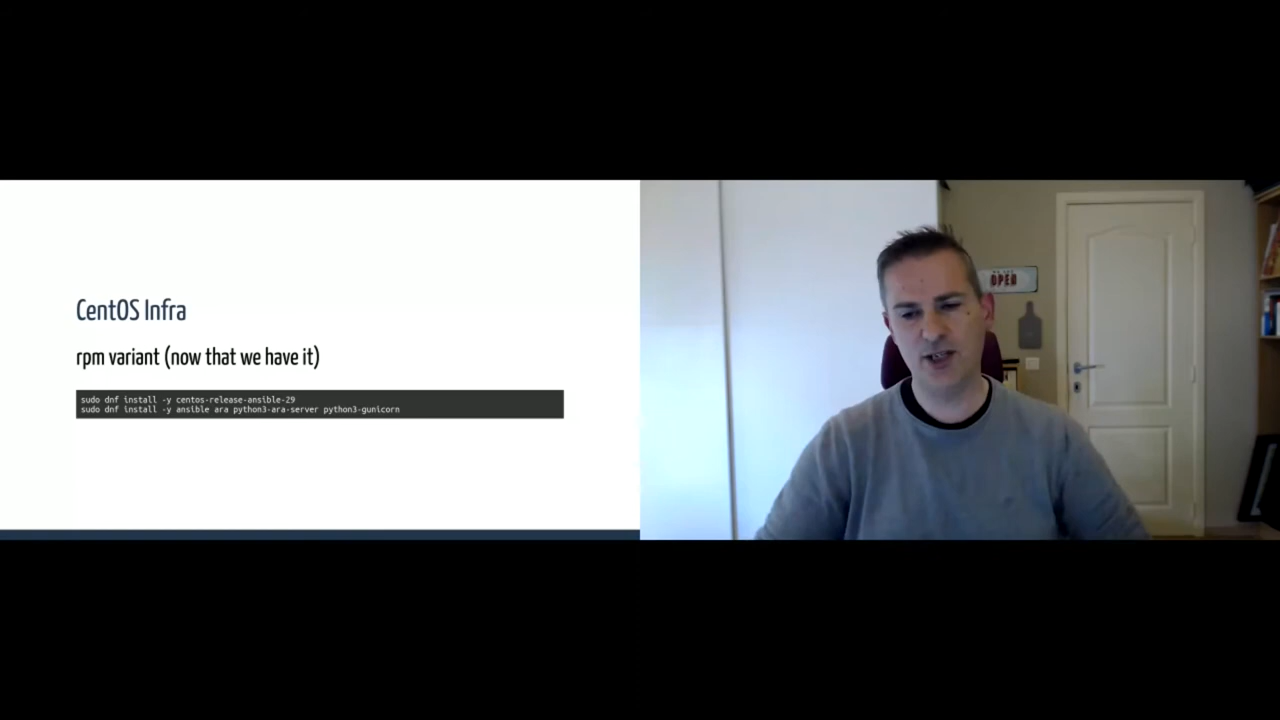 CentOS Infra
rpm variant (now that we have it)
sudo dnf install -y centos-release-ansible-29
sudo dnf install -y ansible ara python3-ara-server python3-gunicorn
OPEN